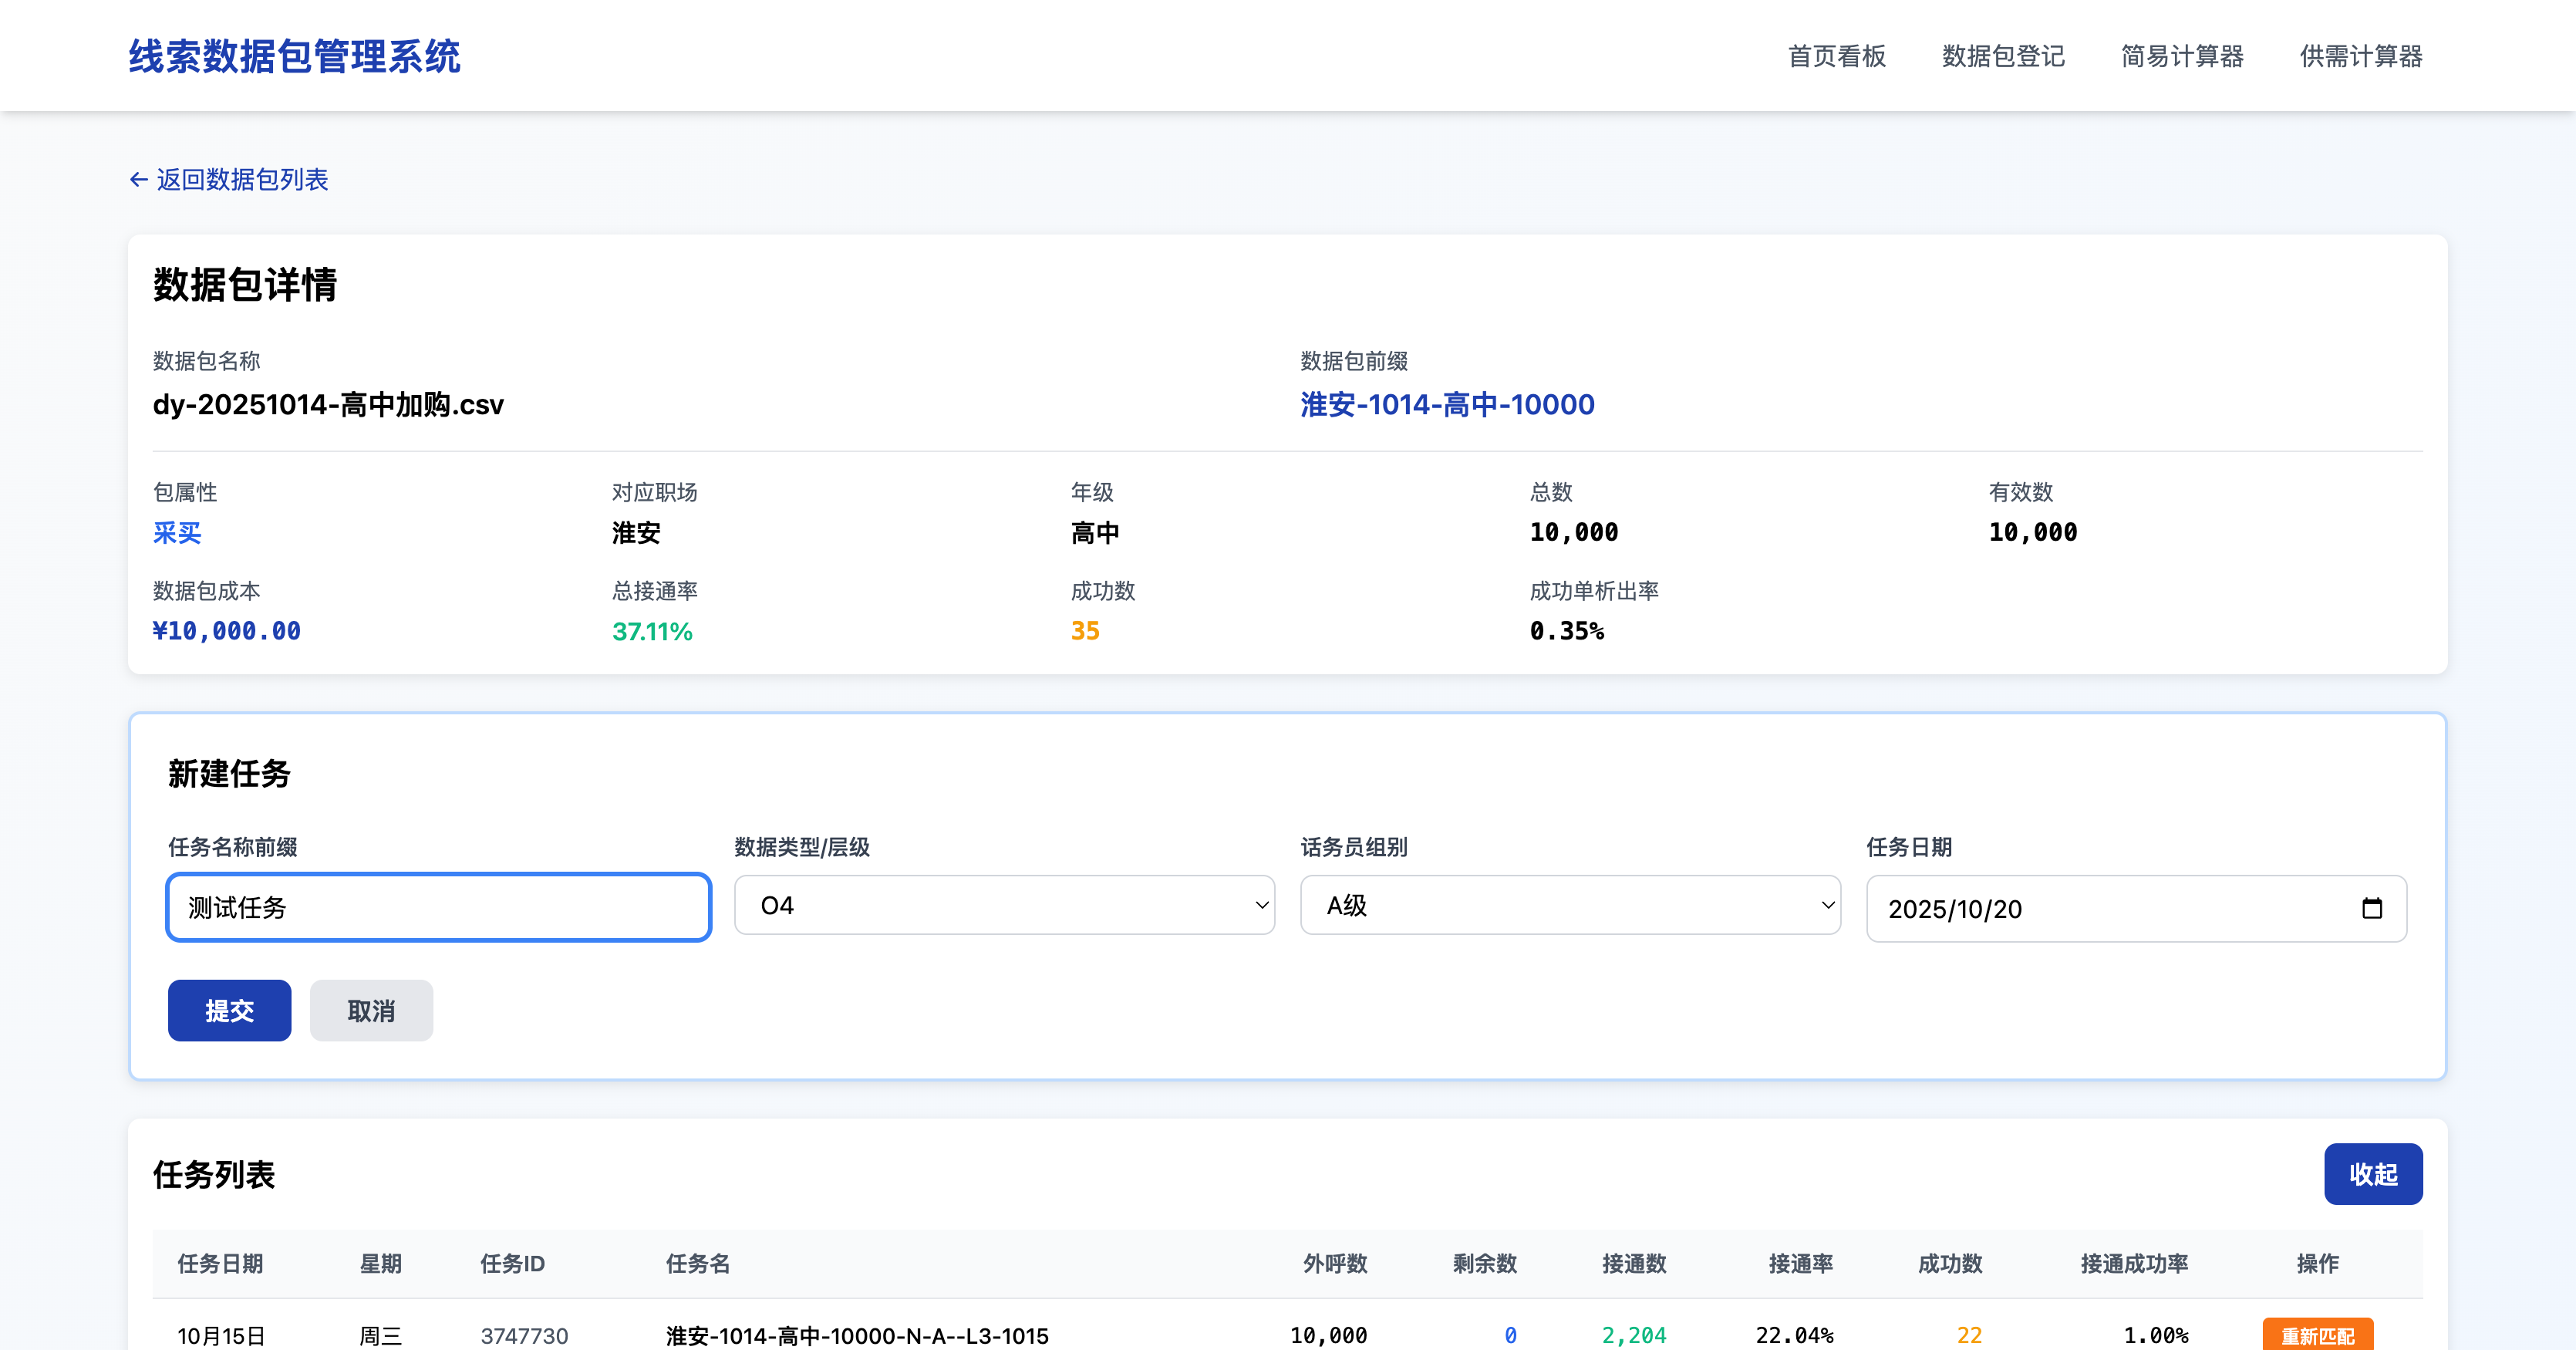 线索数据包管理系统
首页看板 数据包登记 简易计算器 供需计算器
← 返回数据包列表
数据包详情
数据包名称 数据包前缀
dy-20251014-高中加购.csv 淮安-1014-高中-10000
包属性 对应职场 年级 总数 有效数
采买 淮安 高中 10,000 10,000
数据包成本 总接通率 成功数 成功单析出率
¥10,000.00 37.11% 35 0.35%
新建任务
任务名称前缀 数据类型/层级 话务员组别 任务日期
测试任务 O4 A级 2025/10/20
提交 取消
任务列表 收起
任务日期 星期 任务ID 任务名 外呼数 剩余数 接通数 接通率 成功数 接通成功率 操作
10月15日 周三 3747730 淮安-1014-高中-10000-N-A--L3-1015 10,000 0 2,204 22.04% 22 1.00% 重新匹配